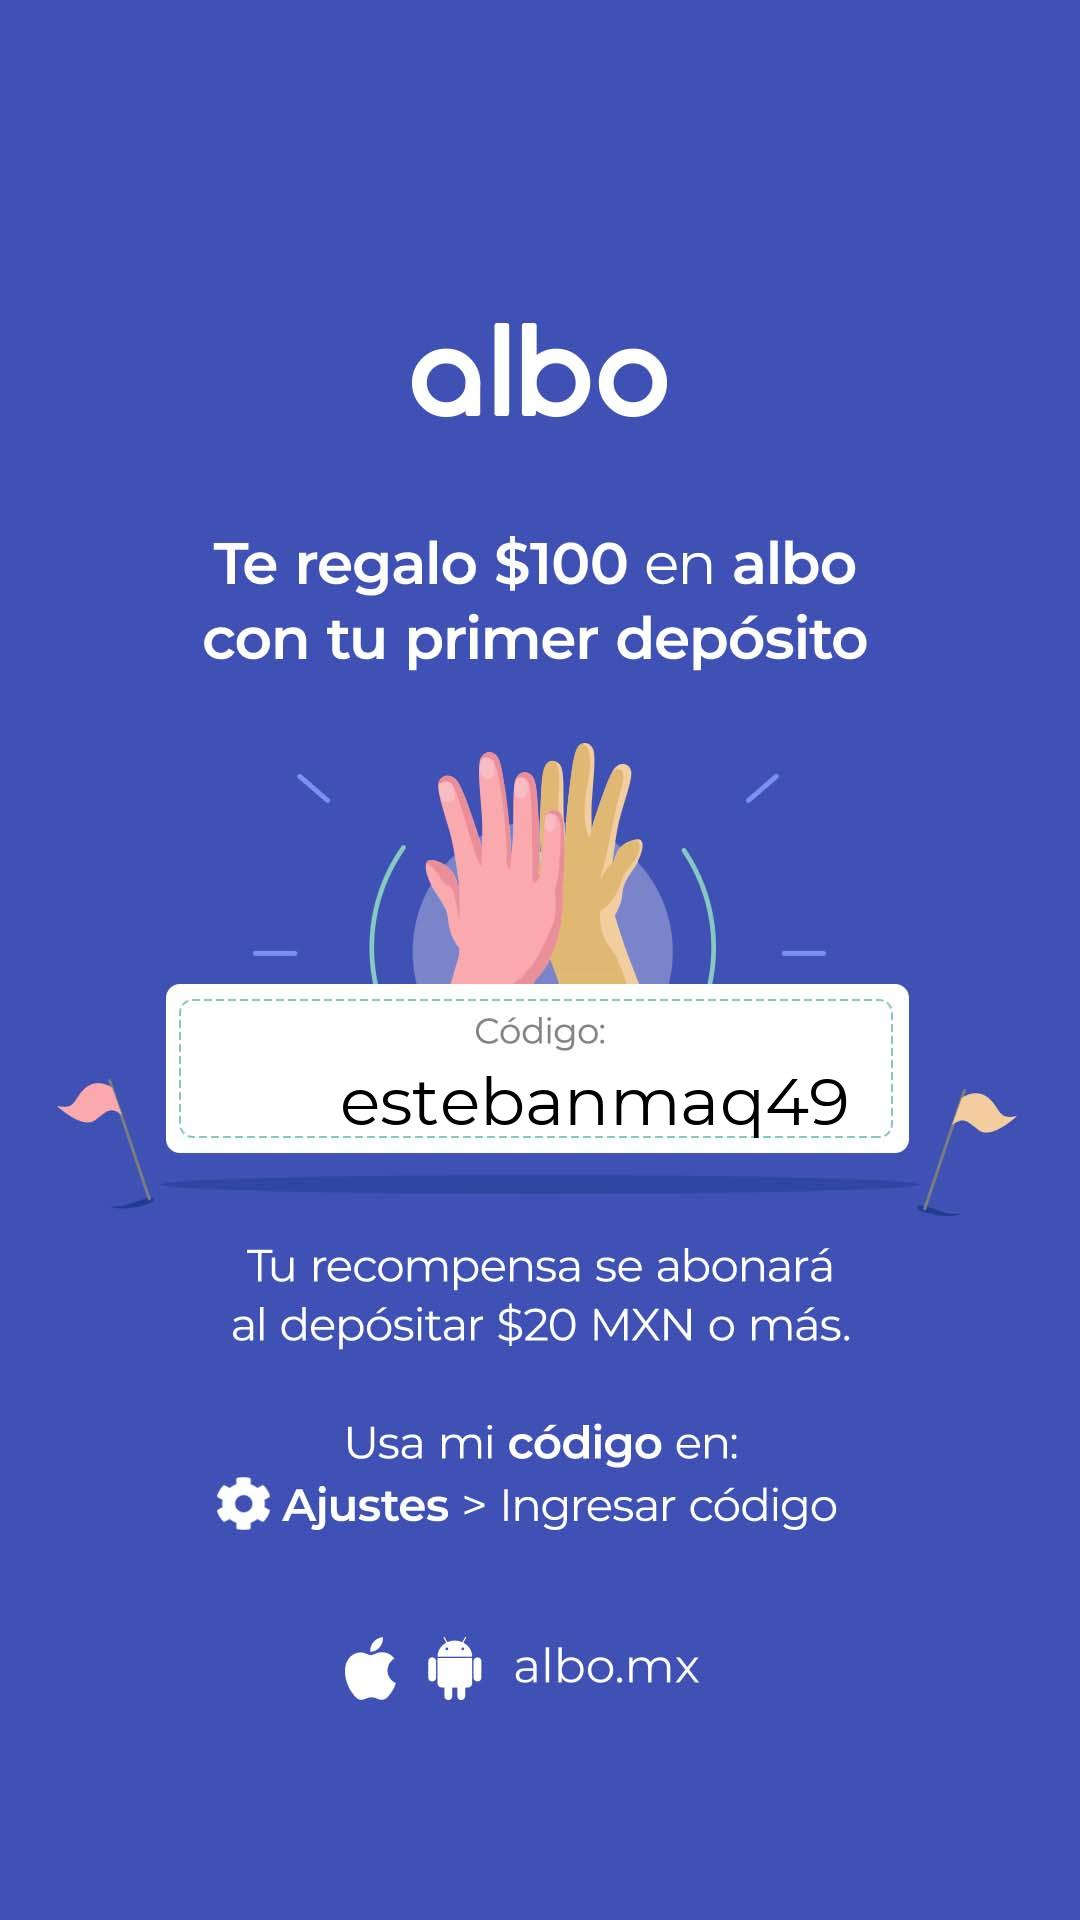 albo
Te regalo $100 en albo
con tu primer depósito
Código:
estebanmaq49
Tu recompensa se abonará
al depósitar $20 MXN o más.
Usa mi código en:
Ajustes > Ingresar código
albo.mx